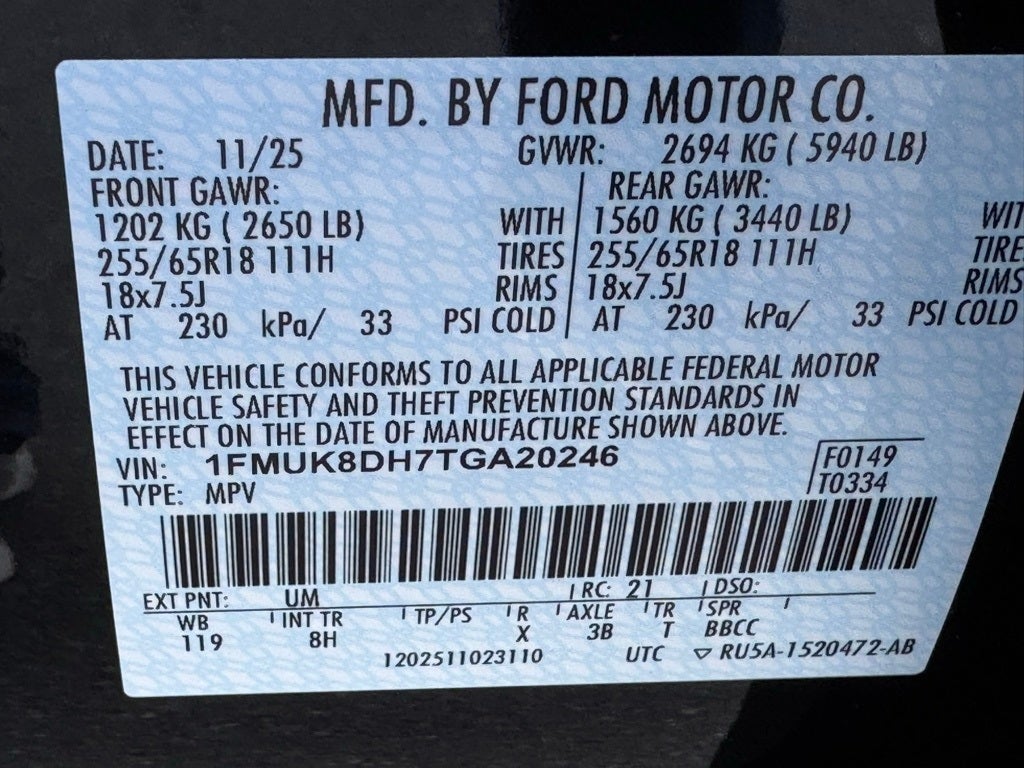 MFD. BY FORD MOTOR CO.
DATE: 11/25 GVWR: 2694 KG ( 5940 LB)
FRONT GAWR: REAR GAWR:
1202 KG ( 2650 LB) WITH 1560 KG ( 3440 LB) WIT
255/65R18 111H TIRES 255/65R18 111H TIRE
18x7.5J RIMS 18x7.5J RIMS
AT 230 kPa/ 33 PSI COLD AT 230 kPa/ 33 PSI COLD
THIS VEHICLE CONFORMS TO ALL APPLICABLE FEDERAL MOTOR
VEHICLE SAFETY AND THEFT PREVENTION STANDARDS IN
EFFECT ON THE DATE OF MANUFACTURE SHOWN ABOVE.
VIN: 1FMUK8DH7TGA20246 F0149
TYPE: MPV T0334
EXT PNT: UM RC: 21 DSO:
WB INT TR TP/PS R AXLE TR SPR
119 8H X 3B T BBCC
1202511023110 UTC ▽ RU5A-1520472-AB